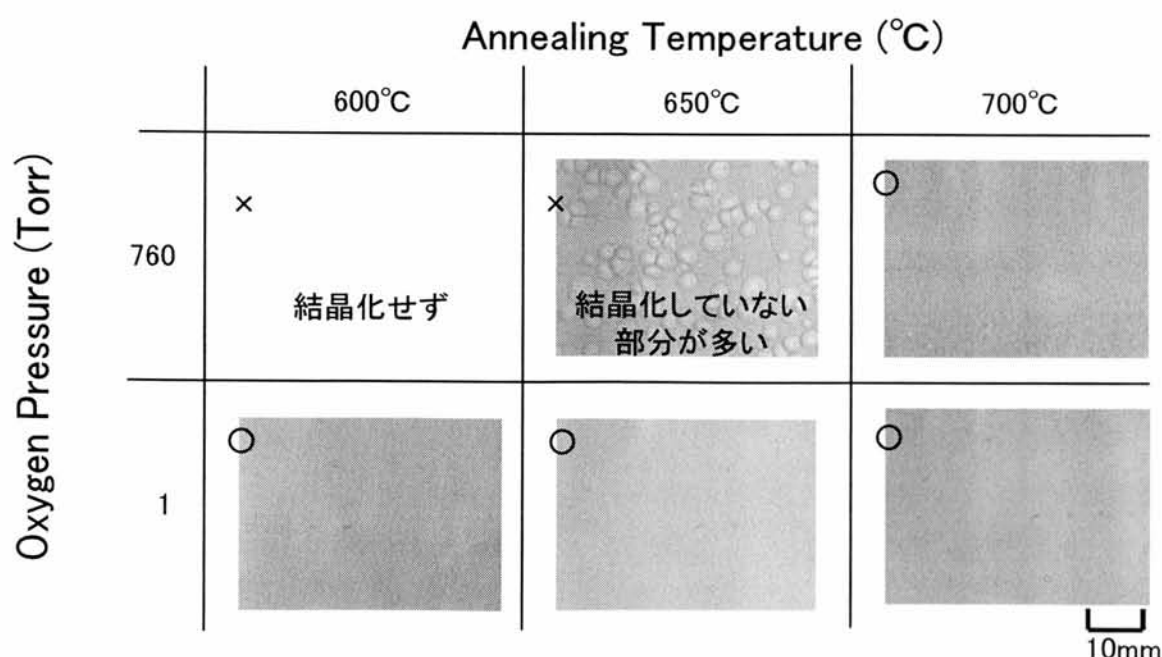 Annealing Temperature (℃)
600℃
650℃
700℃
Oxygen Pressure (Torr)
760
×
結晶化せず
×
結晶化していない
部分が多い
○
1
○
○
○
10mm